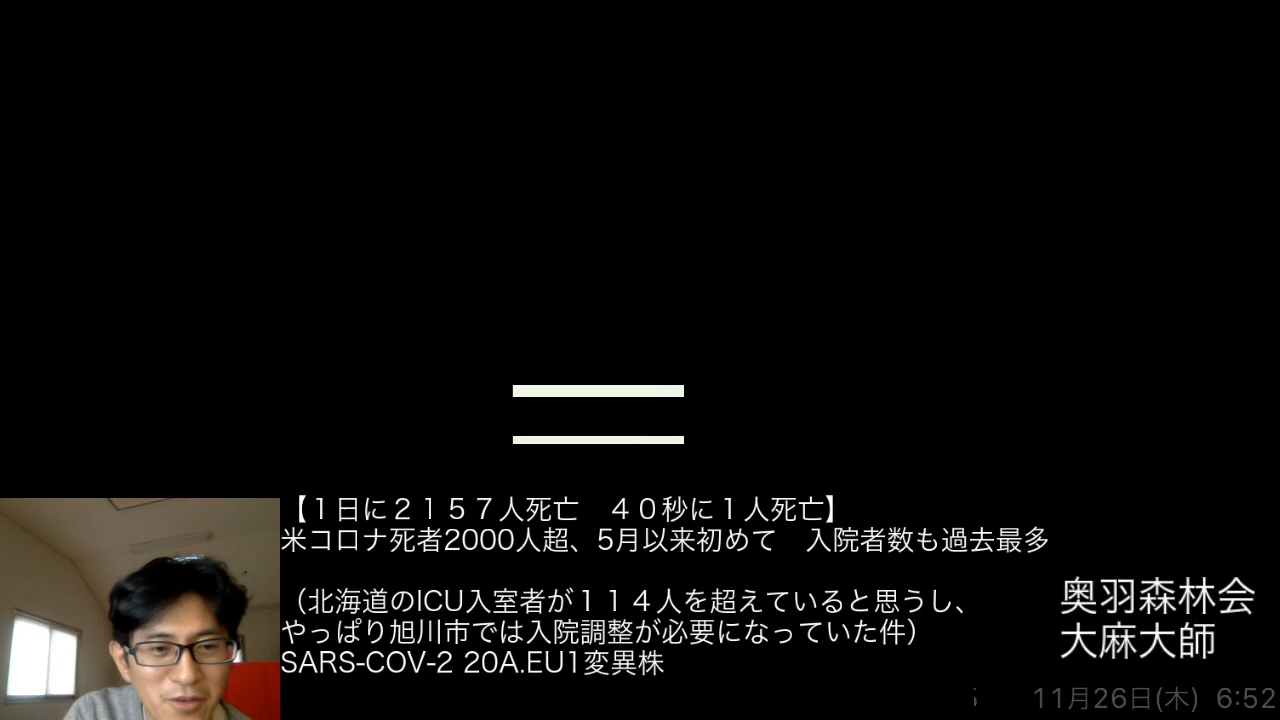 【１日に２１５７人死亡　４０秒に１人死亡】
米コロナ死者2000人超、5月以来初めて　入院者数も過去最多
（北海道のICU入室者が１１４人を超えていると思うし、
やっぱり旭川市では入院調整が必要になっていた件）
SARS-COV-2 20A.EU1変異株
奥羽森林会
大麻大師
11月26日(木) 6:52